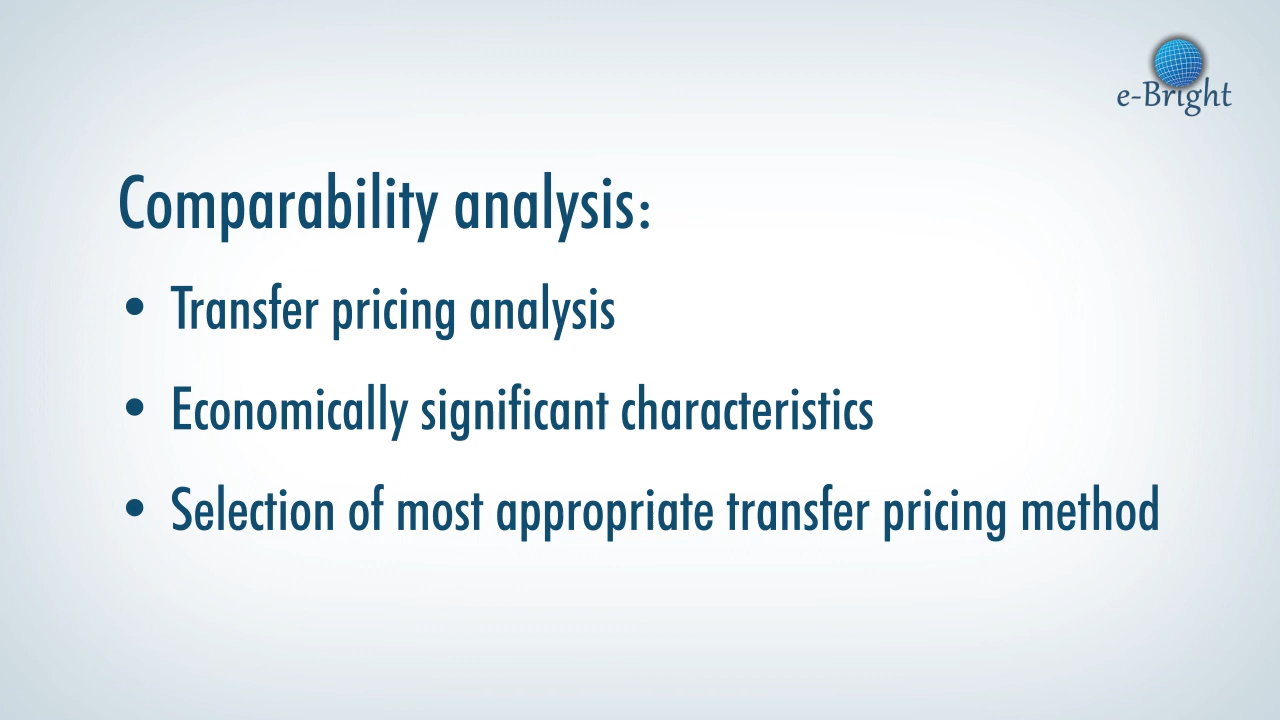 e-Bright
Comparability analysis:
• Transfer pricing analysis
• Economically significant characteristics
• Selection of most appropriate transfer pricing method